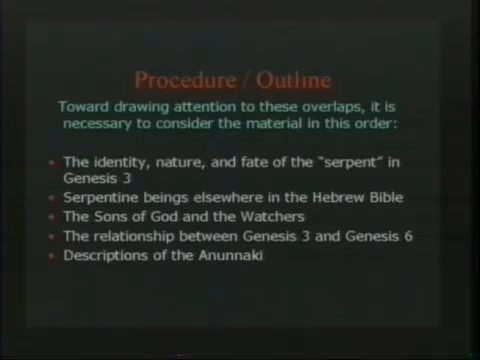 Procedure / Outline
Toward drawing attention to these overlaps, it is
necessary to consider the material in this order:
• The identity, nature, and fate of the "serpent" in
Genesis 3
• Serpentine beings elsewhere in the Hebrew Bible
• The Sons of God and the Watchers
• The relationship between Genesis 3 and Genesis 6
• Descriptions of the Anunnaki